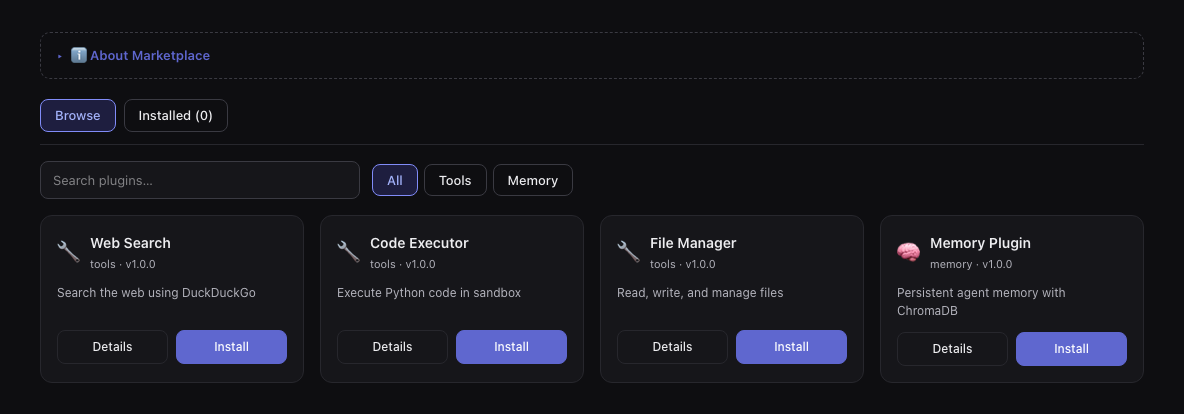 About Marketplace
Browse
Installed (0)
Search plugins...
All
Tools
Memory
Web Search
tools · v1.0.0
Search the web using DuckDuckGo
Details
Install
Code Executor
tools · v1.0.0
Execute Python code in sandbox
Details
Install
File Manager
tools · v1.0.0
Read, write, and manage files
Details
Install
Memory Plugin
memory · v1.0.0
Persistent agent memory with
ChromaDB
Details
Install